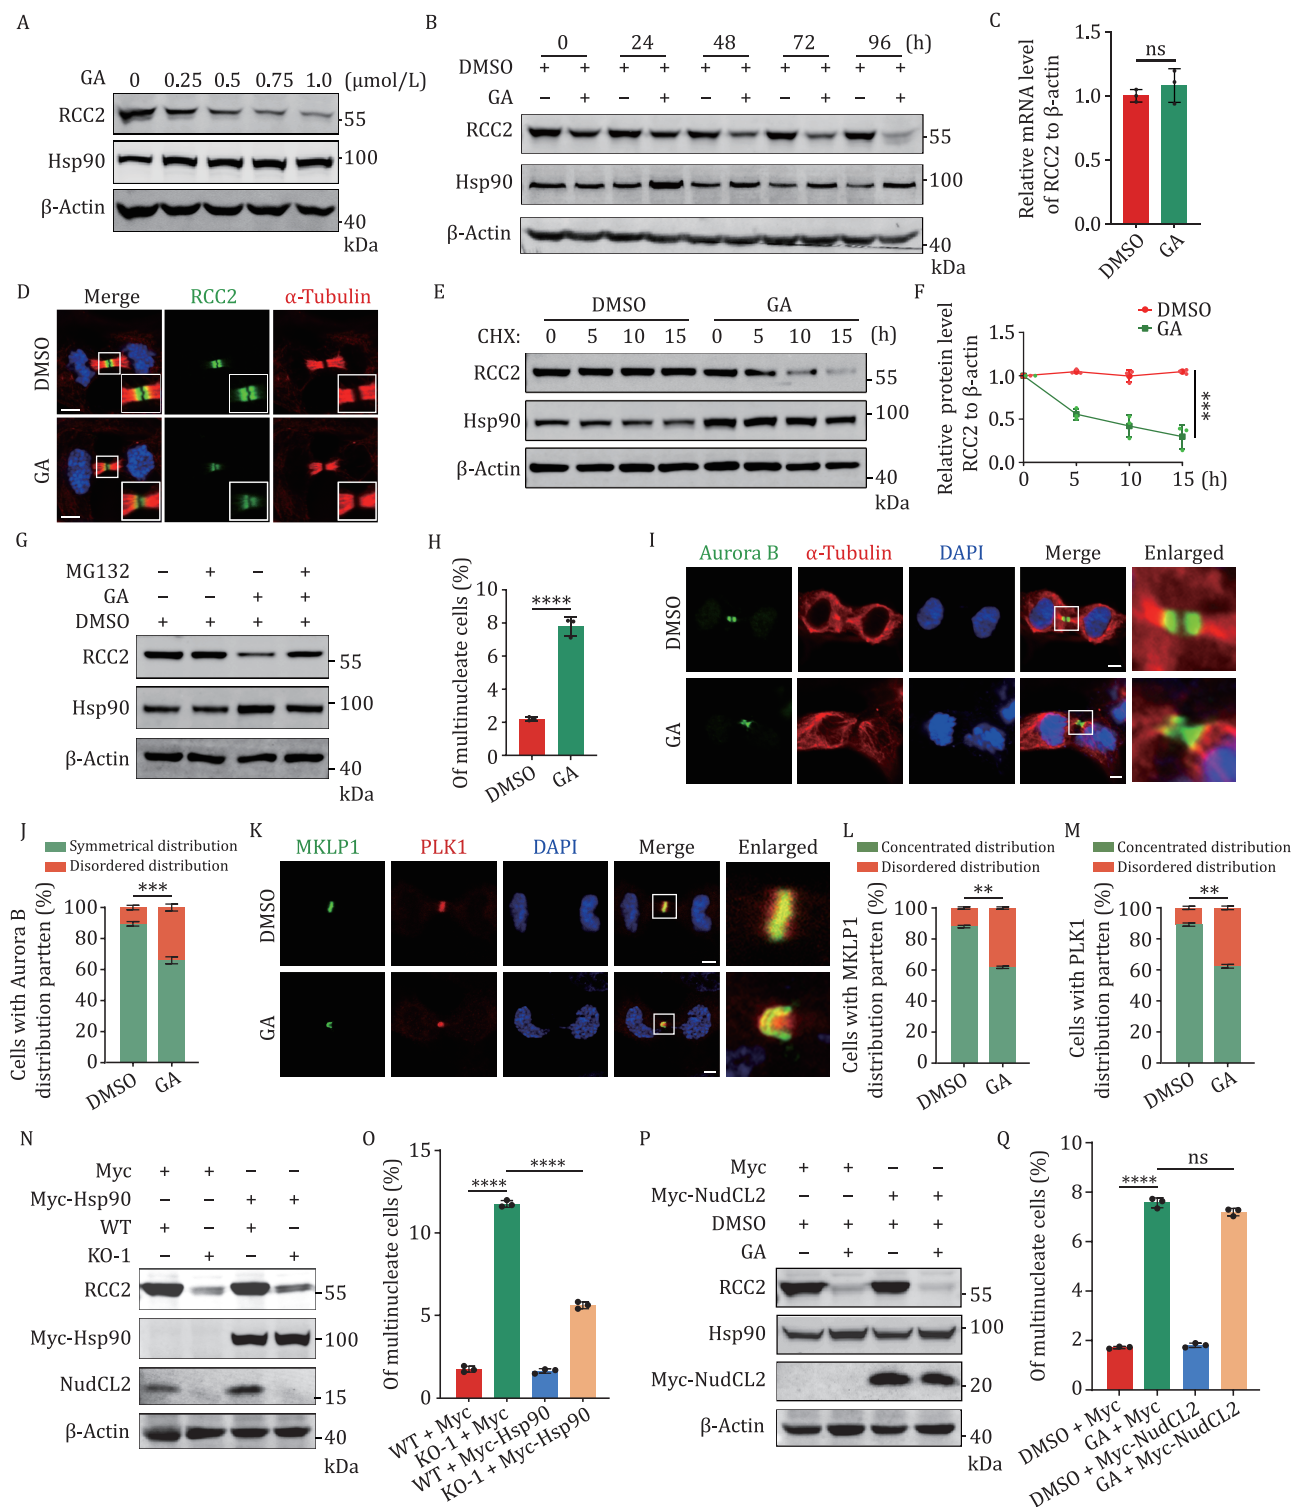 A
GA 0 0.25 0.5 0.75 1.0 (μmol/L)
RCC2 55
Hsp90 100
β-Actin 40
kDa
B
0 24 48 72 96 (h)
DMSO + + + + + + + + + +
GA – + – + – + – + – +
RCC2 55
Hsp90 100
β-Actin 40
kDa
C
Relative mRNA level
of RCC2 to β-actin
ns
1.5
1.0
0.5
0.0
DMSO GA
D
Merge RCC2 α-Tubulin
DMSO
GA
E
DMSO GA
CHX: 0 5 10 15 0 5 10 15 (h)
RCC2 55
Hsp90 100
β-Actin 40
kDa
F
DMSO
GA
Relative protein level
RCC2 to β-actin
1.5
1.0
0.5
0.0
0 5 10 15 (h)
***
G
MG132 – + – +
GA – – + +
DMSO + + + +
RCC2 55
Hsp90 100
β-Actin 40
kDa
H
Of multinucleate cells (%)
****
8
6
4
2
0
DMSO GA
I
Aurora B α-Tubulin DAPI Merge Enlarged
DMSO
GA
J
Symmetrical distribution
Disordered distribution
Cells with Aurora B
distribution partten (%)
***
100
80
60
40
20
0
DMSO GA
K
MKLP1 PLK1 DAPI Merge Enlarged
DMSO
GA
L
Concentrated distribution
Disordered distribution
Cells with MKLP1
distribution partten (%)
**
100
80
60
40
20
0
DMSO GA
M
Concentrated distribution
Disordered distribution
Cells with PLK1
distribution partten (%)
**
100
80
60
40
20
0
DMSO GA
N
Myc + + – –
Myc-Hsp90 – – + +
WT + – + –
KO-1 – + – +
RCC2 55
Myc-Hsp90 100
NudCL2 15
β-Actin 40
kDa
O
Of multinucleate cells (%)
**** ****
15
10
5
0
WT + Myc
KO-1 + Myc
WT + Myc-Hsp90
KO-1 + Myc-Hsp90
P
Myc + + – –
Myc-NudCL2 – – + +
DMSO + + + +
GA – + – +
RCC2 55
Hsp90 100
Myc-NudCL2 20
β-Actin 40
kDa
Q
Of multinucleate cells (%)
**** ns
10
8
6
4
2
0
DMSO + Myc
GA + Myc
DMSO + Myc-NudCL2
GA + Myc-NudCL2